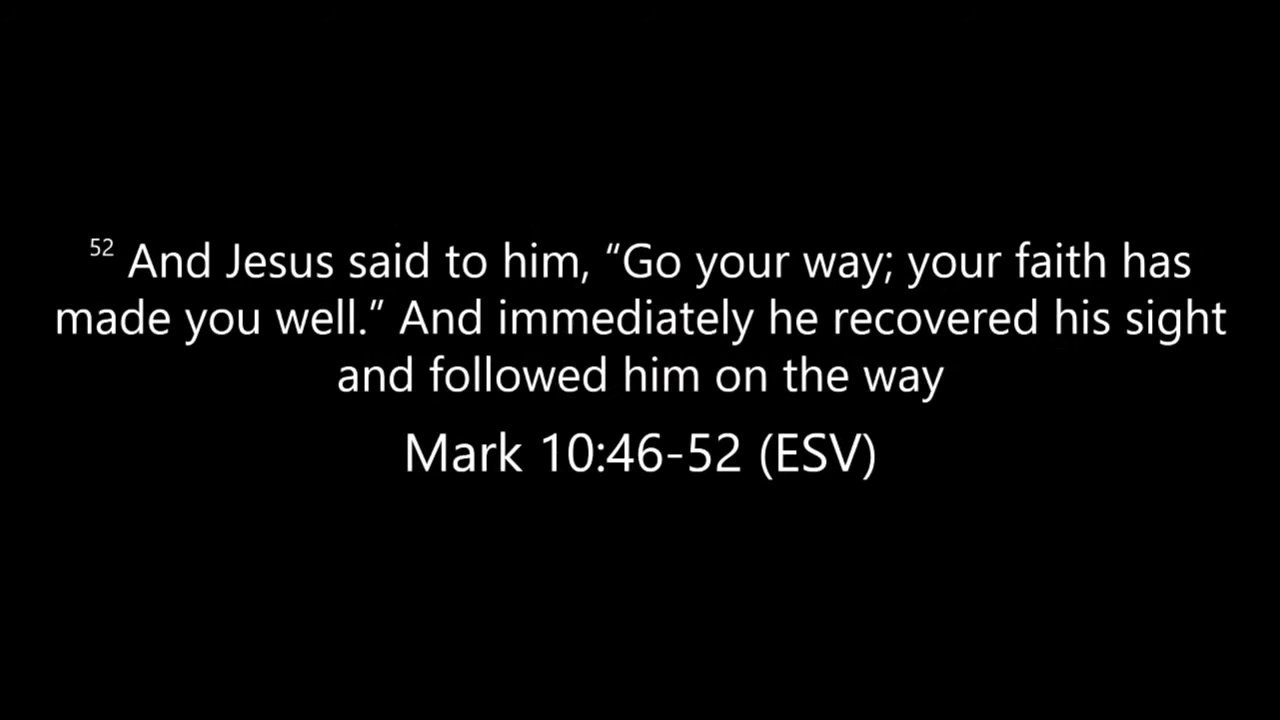 52 And Jesus said to him, “Go your way; your faith has
made you well.” And immediately he recovered his sight
and followed him on the way
Mark 10:46-52 (ESV)